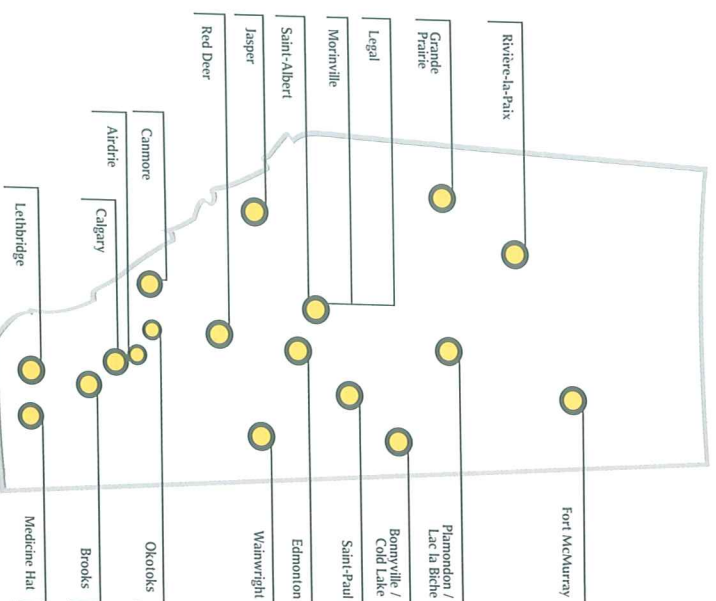 Rivière-la-Paix
Grande
Prairie
Legal
Morinville
Saint-Albert
Jasper
Red Deer
Canmore
Airdrie
Calgary
Lethbridge
Fort McMurray
Plamondon /
Lac la Biche
Bonnyville /
Cold Lake
Saint-Paul
Edmonton
Wainwright
Okotoks
Brooks
Medicine Hat